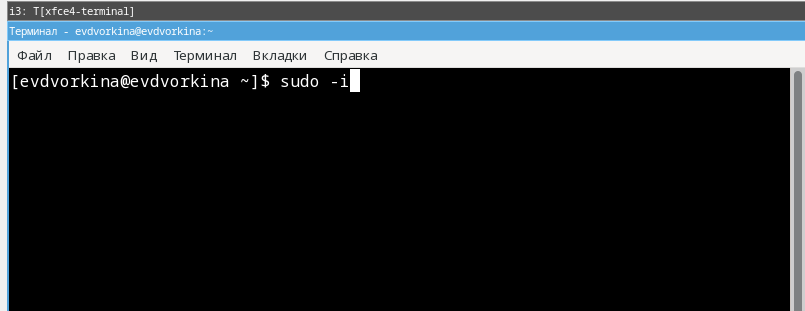 i3: T[xfce4-terminal]
Терминал - evdvorkina@evdvorkina:~
Файл Правка Вид Терминал Вкладки Справка
[evdvorkina@evdvorkina ~]$ sudo -i